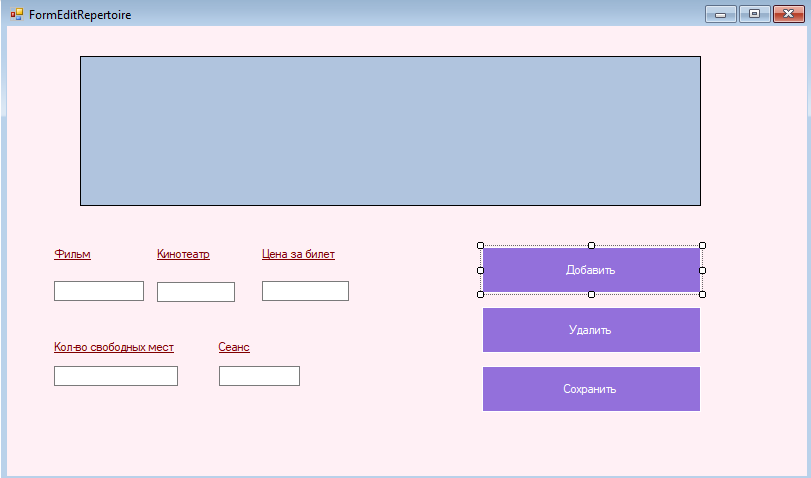 FormEditRepertoire
Фильм
Кинотеатр
Цена за билет
Добавить
Удалить
Кол-во свободных мест
Сеанс
Сохранить